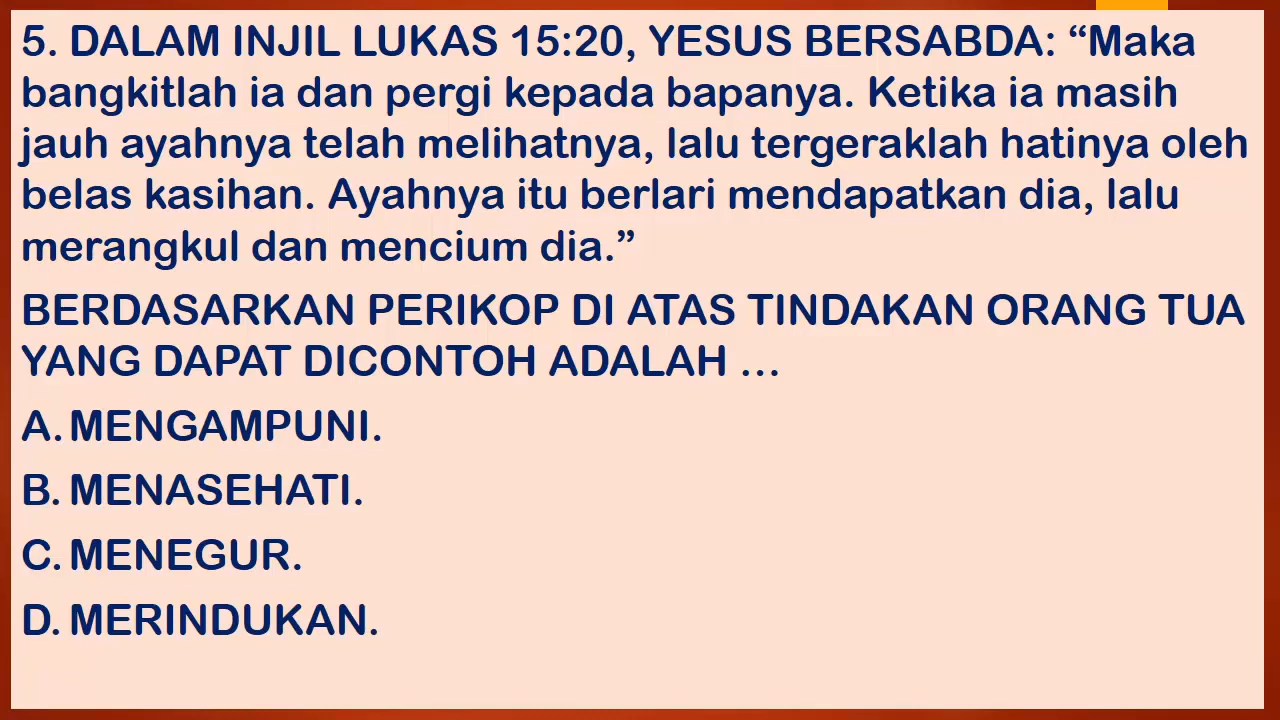 5. DALAM INJIL LUKAS 15:20, YESUS BERSABDA: “Maka
bangkitlah ia dan pergi kepada bapanya. Ketika ia masih
jauh ayahnya telah melihatnya, lalu tergeraklah hatinya oleh
belas kasihan. Ayahnya itu berlari mendapatkan dia, lalu
merangkul dan mencium dia.”
BERDASARKAN PERIKOP DI ATAS TINDAKAN ORANG TUA
YANG DAPAT DICONTOH ADALAH …
A. MENGAMPUNI.
B. MENASEHATI.
C. MENEGUR.
D. MERINDUKAN.